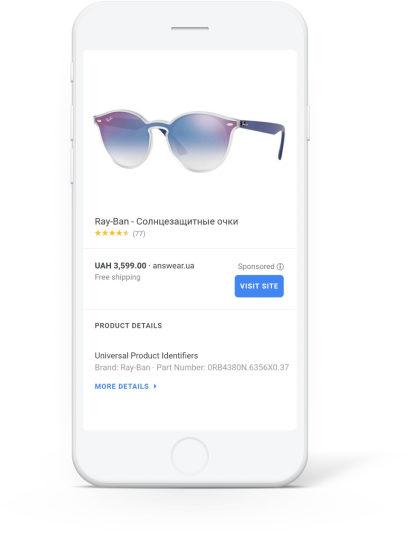 Ray-Ban - Солнцезащитные очки
(77)
UAH 3,599.00 · answear.ua
Sponsored
Free shipping
VISIT SITE
PRODUCT DETAILS
Universal Product Identifiers
Brand: Ray-Ban · Part Number: 0RB4380N.6356X0.37
MORE DETAILS